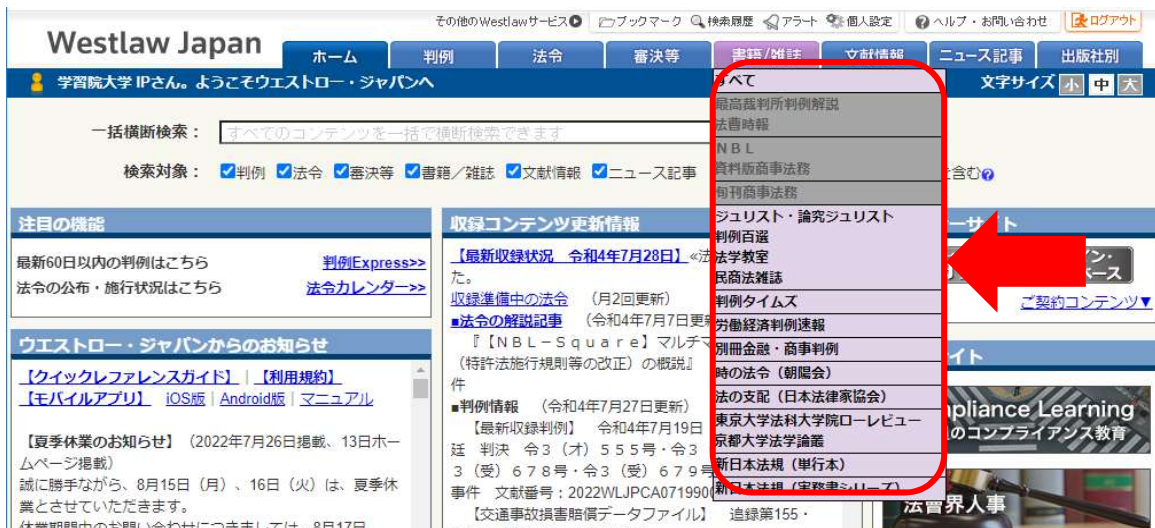 その他のWestlawサービス ブックマーク 検索履歴 アラート 個人設定 ヘルプ・お問い合わせ ログアウト
Westlaw Japan
ホーム 判例 法令 審決等 書籍/雑誌 文献情報 ニュース記事 出版社別
学習院大学 IPさん。ようこそウエストロー・ジャパンへ
文字サイズ 小 中 大
一括横断検索：
すべてのコンテンツを一括で横断検索できます
検索対象： 判例 法令 審決等 書籍／雑誌 文献情報 ニュース記事
を含む
すべて
最高裁判所判例解説
法曹時報
ＮＢＬ
資料版商事法務
旬刊商事法務
ジュリスト・論究ジュリスト
判例百選
法学教室
民商法雑誌
判例タイムズ
労働経済判例速報
別冊金融・商事判例
時の法令（朝陽会）
法の支配（日本法律家協会）
東京大学法科大学院ローレビュー
京都大学法学論叢
新日本法規（単行本）
新日本法規（実務書シリーズ）
注目の機能
最新60日以内の判例はこちら 判例Express>>
法令の公布・施行状況はこちら 法令カレンダー>>
ウエストロー・ジャパンからのお知らせ
【クイックレファレンスガイド】｜【利用規約】
【モバイルアプリ】 iOS版｜Android版｜マニュアル
【夏季休業のお知らせ】（2022年7月26日掲載、13日ホー
ムページ掲載）
誠に勝手ながら、8月15日（月）、16日（火）は、夏季休
業とさせていただきます。
休業期間中のお問い合わせにつきましては、8月17日
収録コンテンツ更新情報
【最新収録状況 令和4年7月28日】≪法
た。
収録準備中の法令 （月2回更新）
■法令の解説記事 （令和4年7月7日更新
『【ＮＢＬ－Ｓｑｕａｒｅ】マルチマ
（特許法施行規則等の改正）の概説』
件
■判例情報 （令和4年7月27日更新）
【最新収録判例】 令和4年7月19日
廷 判決 令3（オ）５５５号・令3
３（受）６７８号・令3（受）６７９号
事件 文献番号：2022WLJPCA0719900
【交通事故損害賠償データファイル】 追録第155・
ーサイト
ン・
ベース
ご契約コンテンツ▼
イト
mpliance Learning
のコンプライアンス教育
法曹界人事